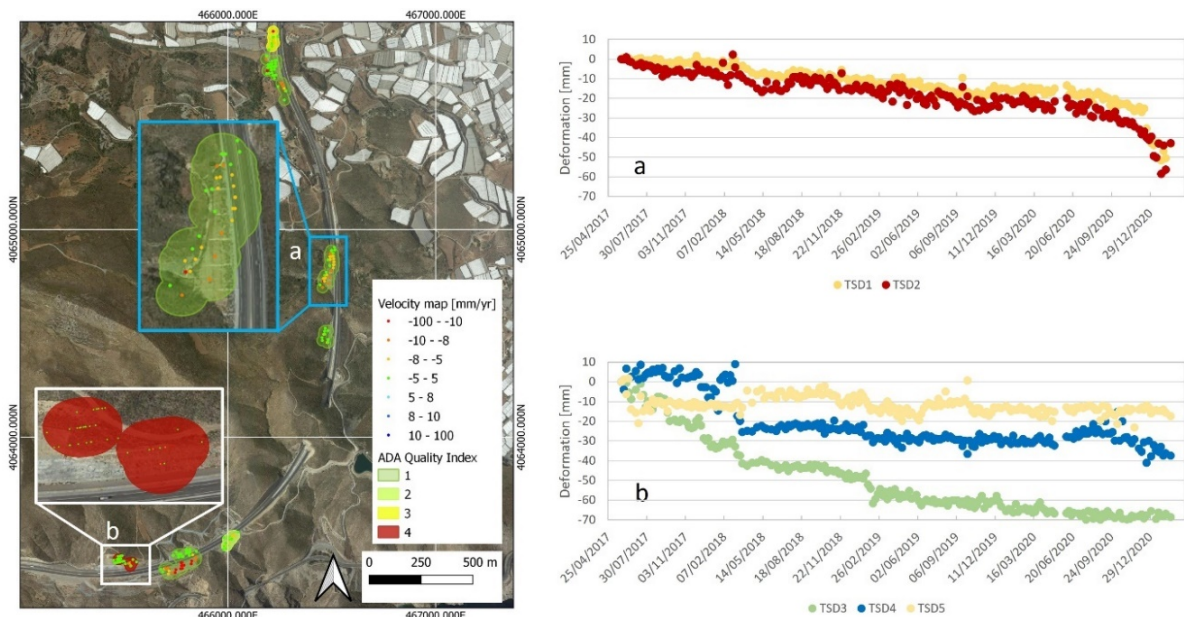 466000.000E
467000.000E
4065000.000N
4065000.000N
4064000.000N
4064000.000N
a
b
Velocity map [mm/yr]
-100 - -10
-10 - -8
-8 - -5
-5 - 5
5 - 8
8 - 10
10 - 100
ADA Quality Index
1
2
3
4
0 250 500 m
466000.000E
467000.000E
Deformation [mm]
10
0
-10
-20
-30
-40
-50
-60
-70
a
25/04/2017
30/07/2017
03/11/2017
07/02/2018
14/05/2018
18/08/2018
22/11/2018
26/02/2019
02/06/2019
06/09/2019
11/12/2019
16/03/2020
20/06/2020
24/09/2020
29/12/2020
TSD1 TSD2
Deformation [mm]
10
0
-10
-20
-30
-40
-50
-60
-70
b
25/04/2017
30/07/2017
03/11/2017
07/02/2018
14/05/2018
18/08/2018
22/11/2018
26/02/2019
02/06/2019
06/09/2019
11/12/2019
16/03/2020
20/06/2020
24/09/2020
29/12/2020
TSD3 TSD4 TSD5